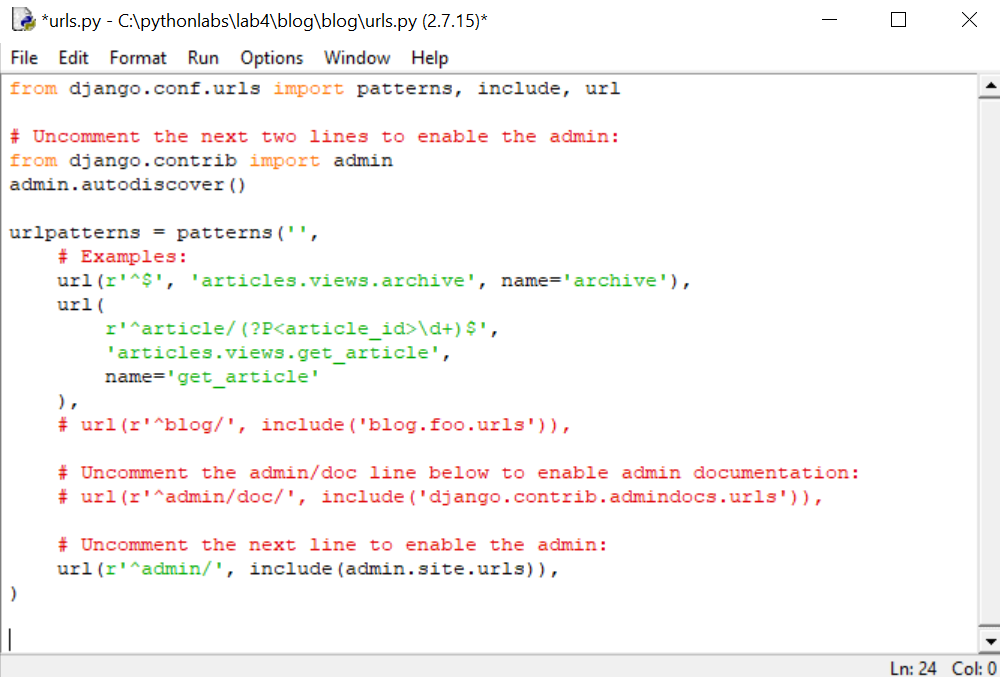 *urls.py - C:\pythonlabs\lab4\blog\blog\urls.py (2.7.15)*
File Edit Format Run Options Window Help
from django.conf.urls import patterns, include, url

# Uncomment the next two lines to enable the admin:
from django.contrib import admin
admin.autodiscover()

urlpatterns = patterns('',
    # Examples:
    url(r'^$', 'articles.views.archive', name='archive'),
    url(
        r'^article/(?P<article_id>\d+)$',
        'articles.views.get_article',
        name='get_article'
    ),
    # url(r'^blog/', include('blog.foo.urls')),

    # Uncomment the admin/doc line below to enable admin documentation:
    # url(r'^admin/doc/', include('django.contrib.admindocs.urls')),

    # Uncomment the next line to enable the admin:
    url(r'^admin/', include(admin.site.urls)),
)
Ln: 24 Col: 0